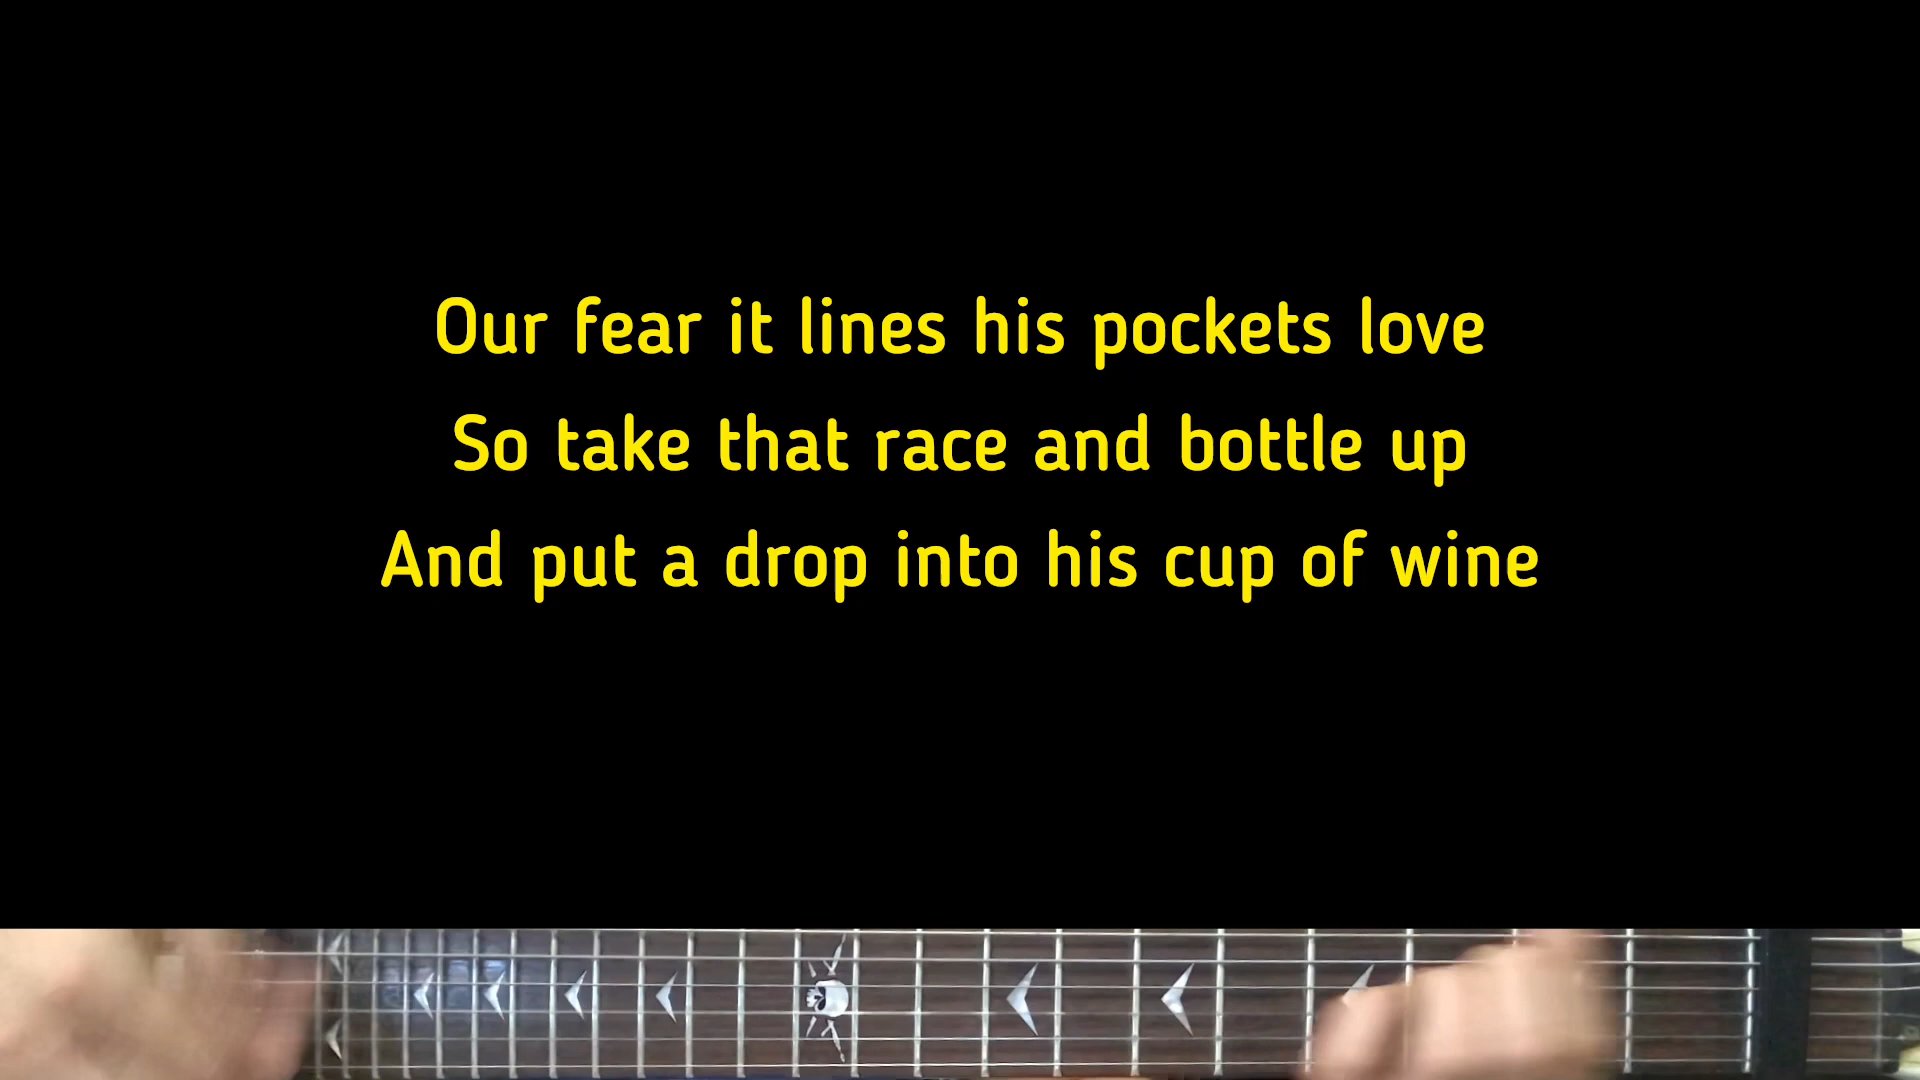 Our fear it lines his pockets love
So take that race and bottle up
And put a drop into his cup of wine